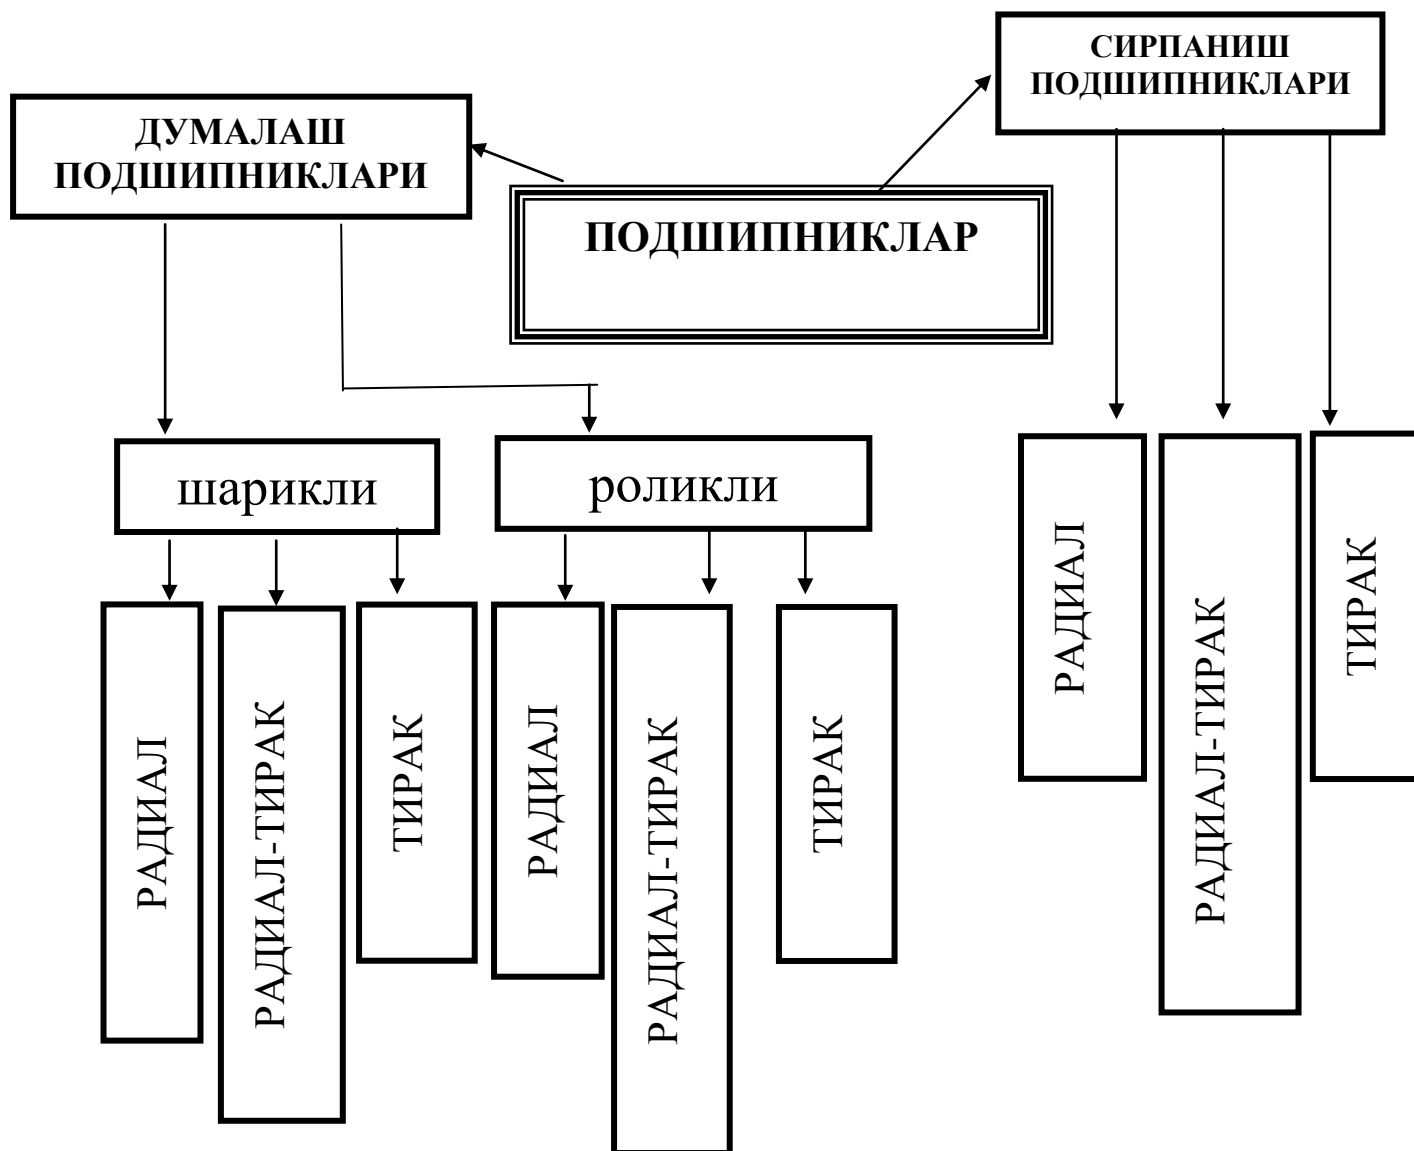 СИРПАНИШ
ПОДШИПНИКЛАРИ
ДУМАЛАШ
ПОДШИПНИКЛАРИ
ПОДШИПНИКЛАР
шарикли
роликли
РАДИАЛ
РАДИАЛ-ТИРАК
ТИРАК
РАДИАЛ
РАДИАЛ-ТИРАК
ТИРАК
РАДИАЛ
РАДИАЛ-ТИРАК
ТИРАК